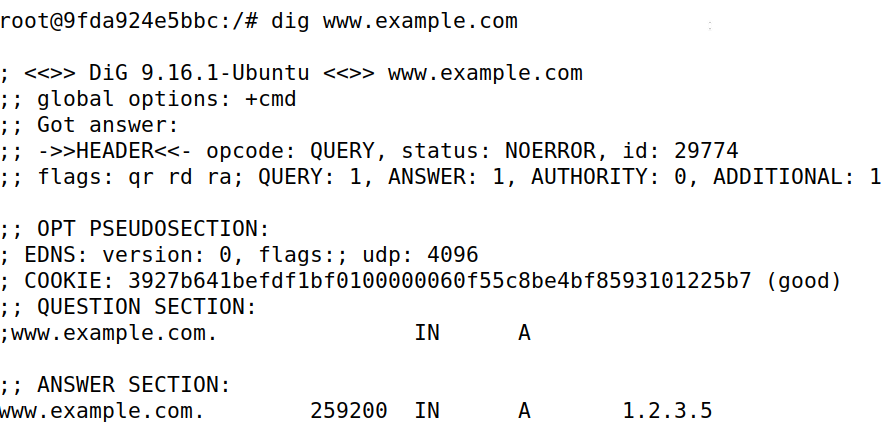 root@9fda924e5bbc:/# dig www.example.com
; <<>> DiG 9.16.1-Ubuntu <<>> www.example.com
;; global options: +cmd
;; Got answer:
;; ->>HEADER<<- opcode: QUERY, status: NOERROR, id: 29774
;; flags: qr rd ra; QUERY: 1, ANSWER: 1, AUTHORITY: 0, ADDITIONAL: 1
;; OPT PSEUDOSECTION:
; EDNS: version: 0, flags:; udp: 4096
; COOKIE: 3927b641befdf1bf0100000060f55c8be4bf8593101225b7 (good)
;; QUESTION SECTION:
;www.example.com. IN A
;; ANSWER SECTION:
www.example.com. 259200 IN A 1.2.3.5